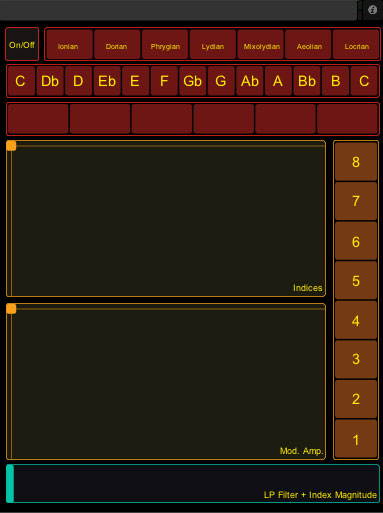 On/Off Ionian Dorian Phrygian Lydian Mixolydian Aeolian Locrian
C Db D Eb E F Gb G Ab A Bb B C
8
7
6
5
Indices
4
3
2
Mod. Amp.
1
LP Filter + Index Magnitude